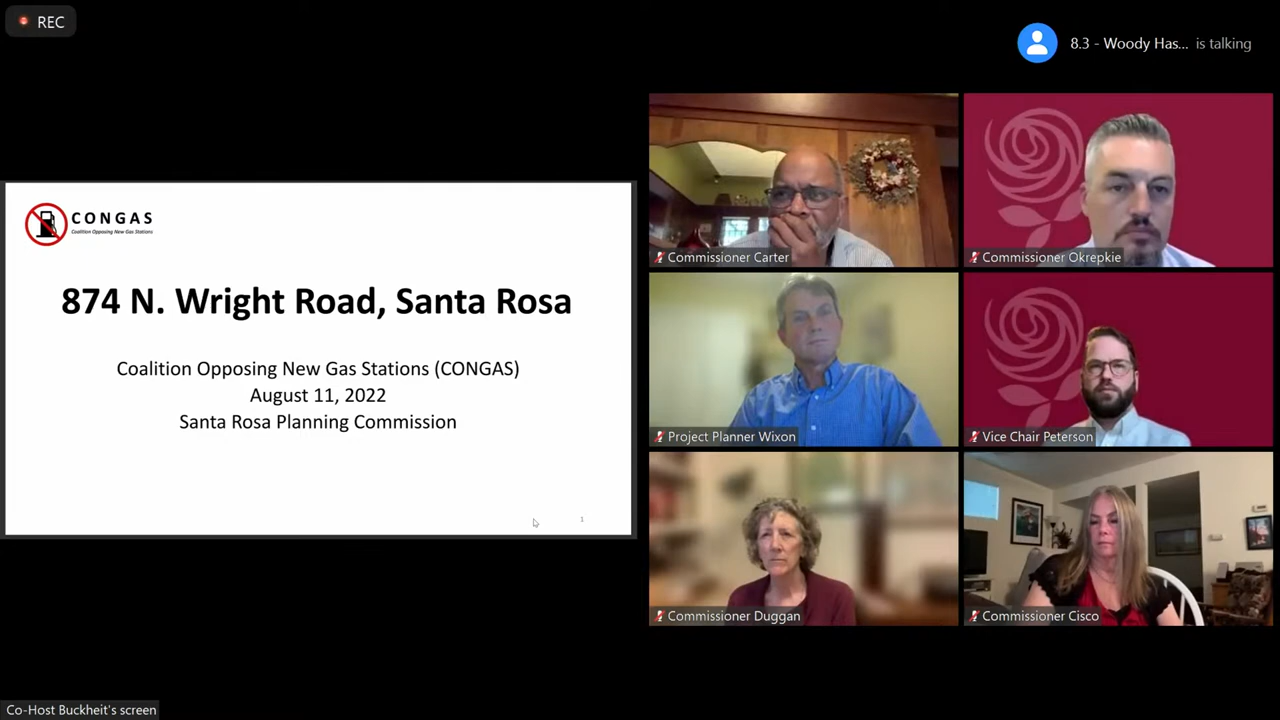 REC
8.3 - Woody Has... is talking
CONGAS
Coalition Opposing New Gas Stations
874 N. Wright Road, Santa Rosa
Coalition Opposing New Gas Stations (CONGAS)
August 11, 2022
Santa Rosa Planning Commission
1
Commissioner Carter
Commissioner Okrepkie
Project Planner Wixon
Vice Chair Peterson
Commissioner Duggan
Commissioner Cisco
Co-Host Buckheit's screen